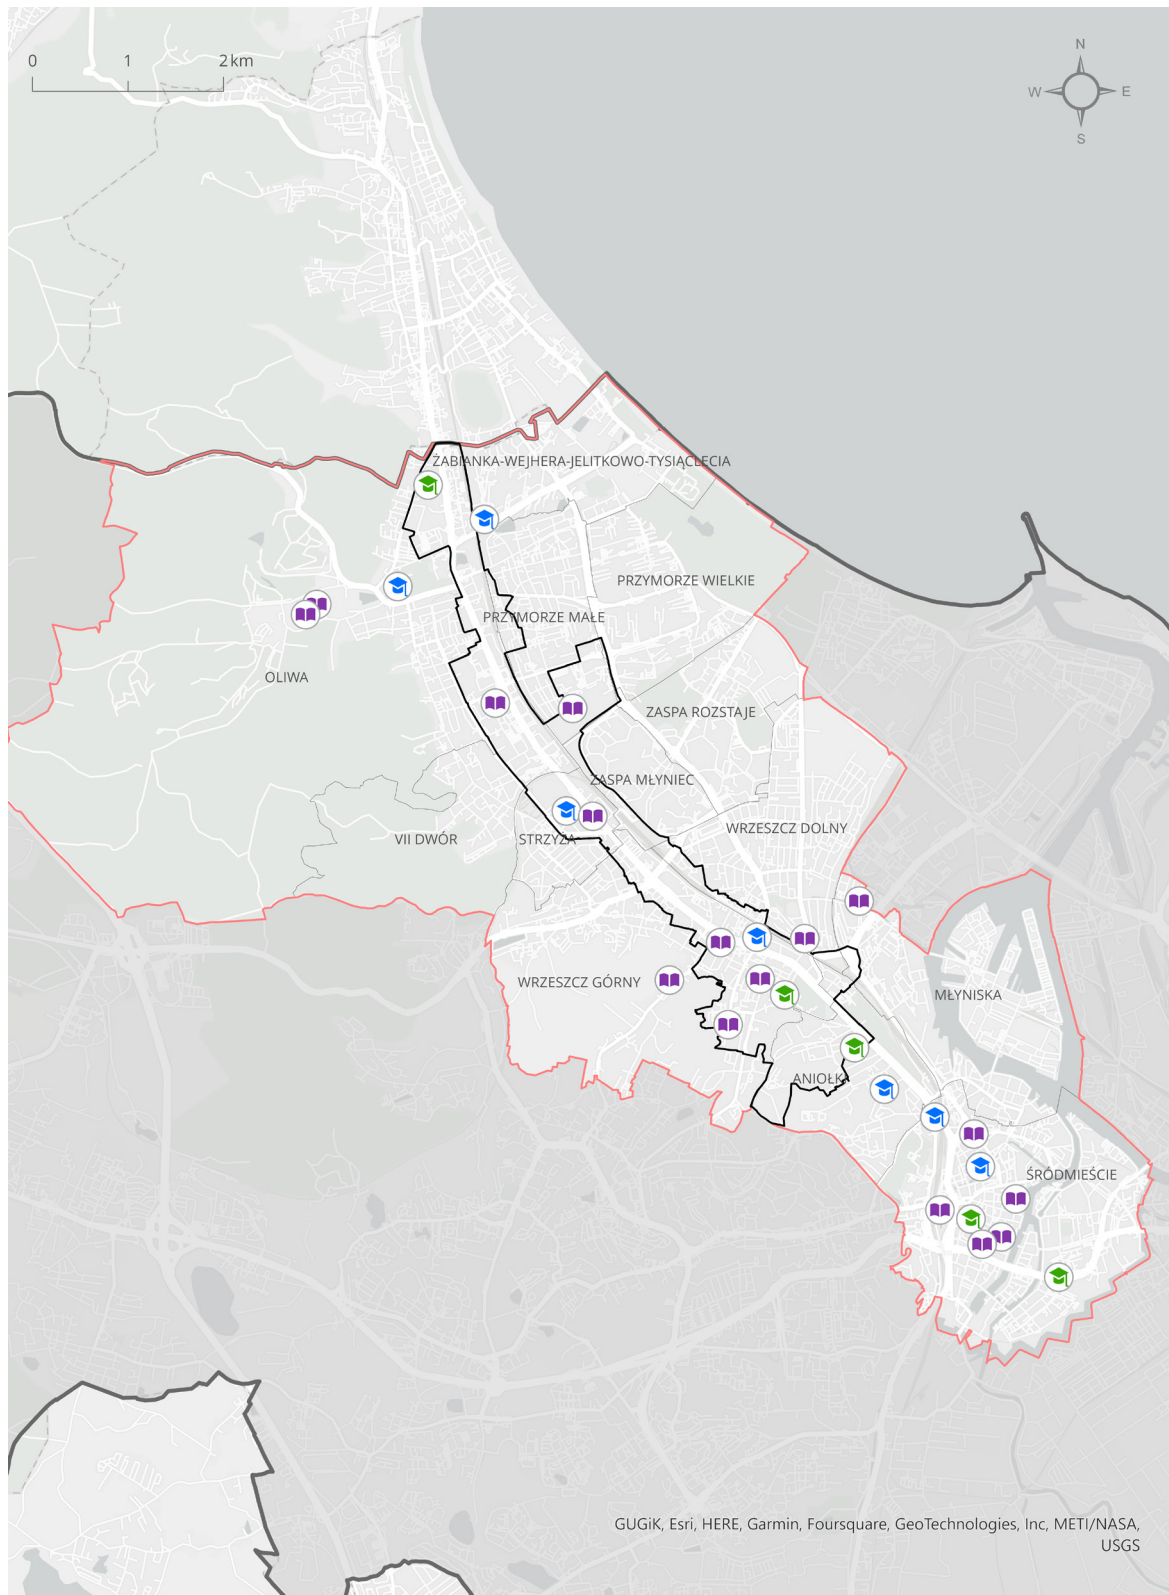 0 1 2 km
N
W E
S
ŻABIANKA-WEJHERA-JELITKOWO-TYSIĄCLECIA
PRZYMORZE WIELKIE
PRZYMORZE MAŁE
OLIWA
ZASPA ROZSTAJE
ZASPA MŁYNIEC
WRZESZCZ DOLNY
VII DWÓR
STRZYŻA
WRZESZCZ GÓRNY
MŁYNISKA
ANIOŁKI
ŚRÓDMIEŚCIE
GUGiK, Esri, HERE, Garmin, Foursquare, GeoTechnologies, Inc, METI/NASA,
USGS